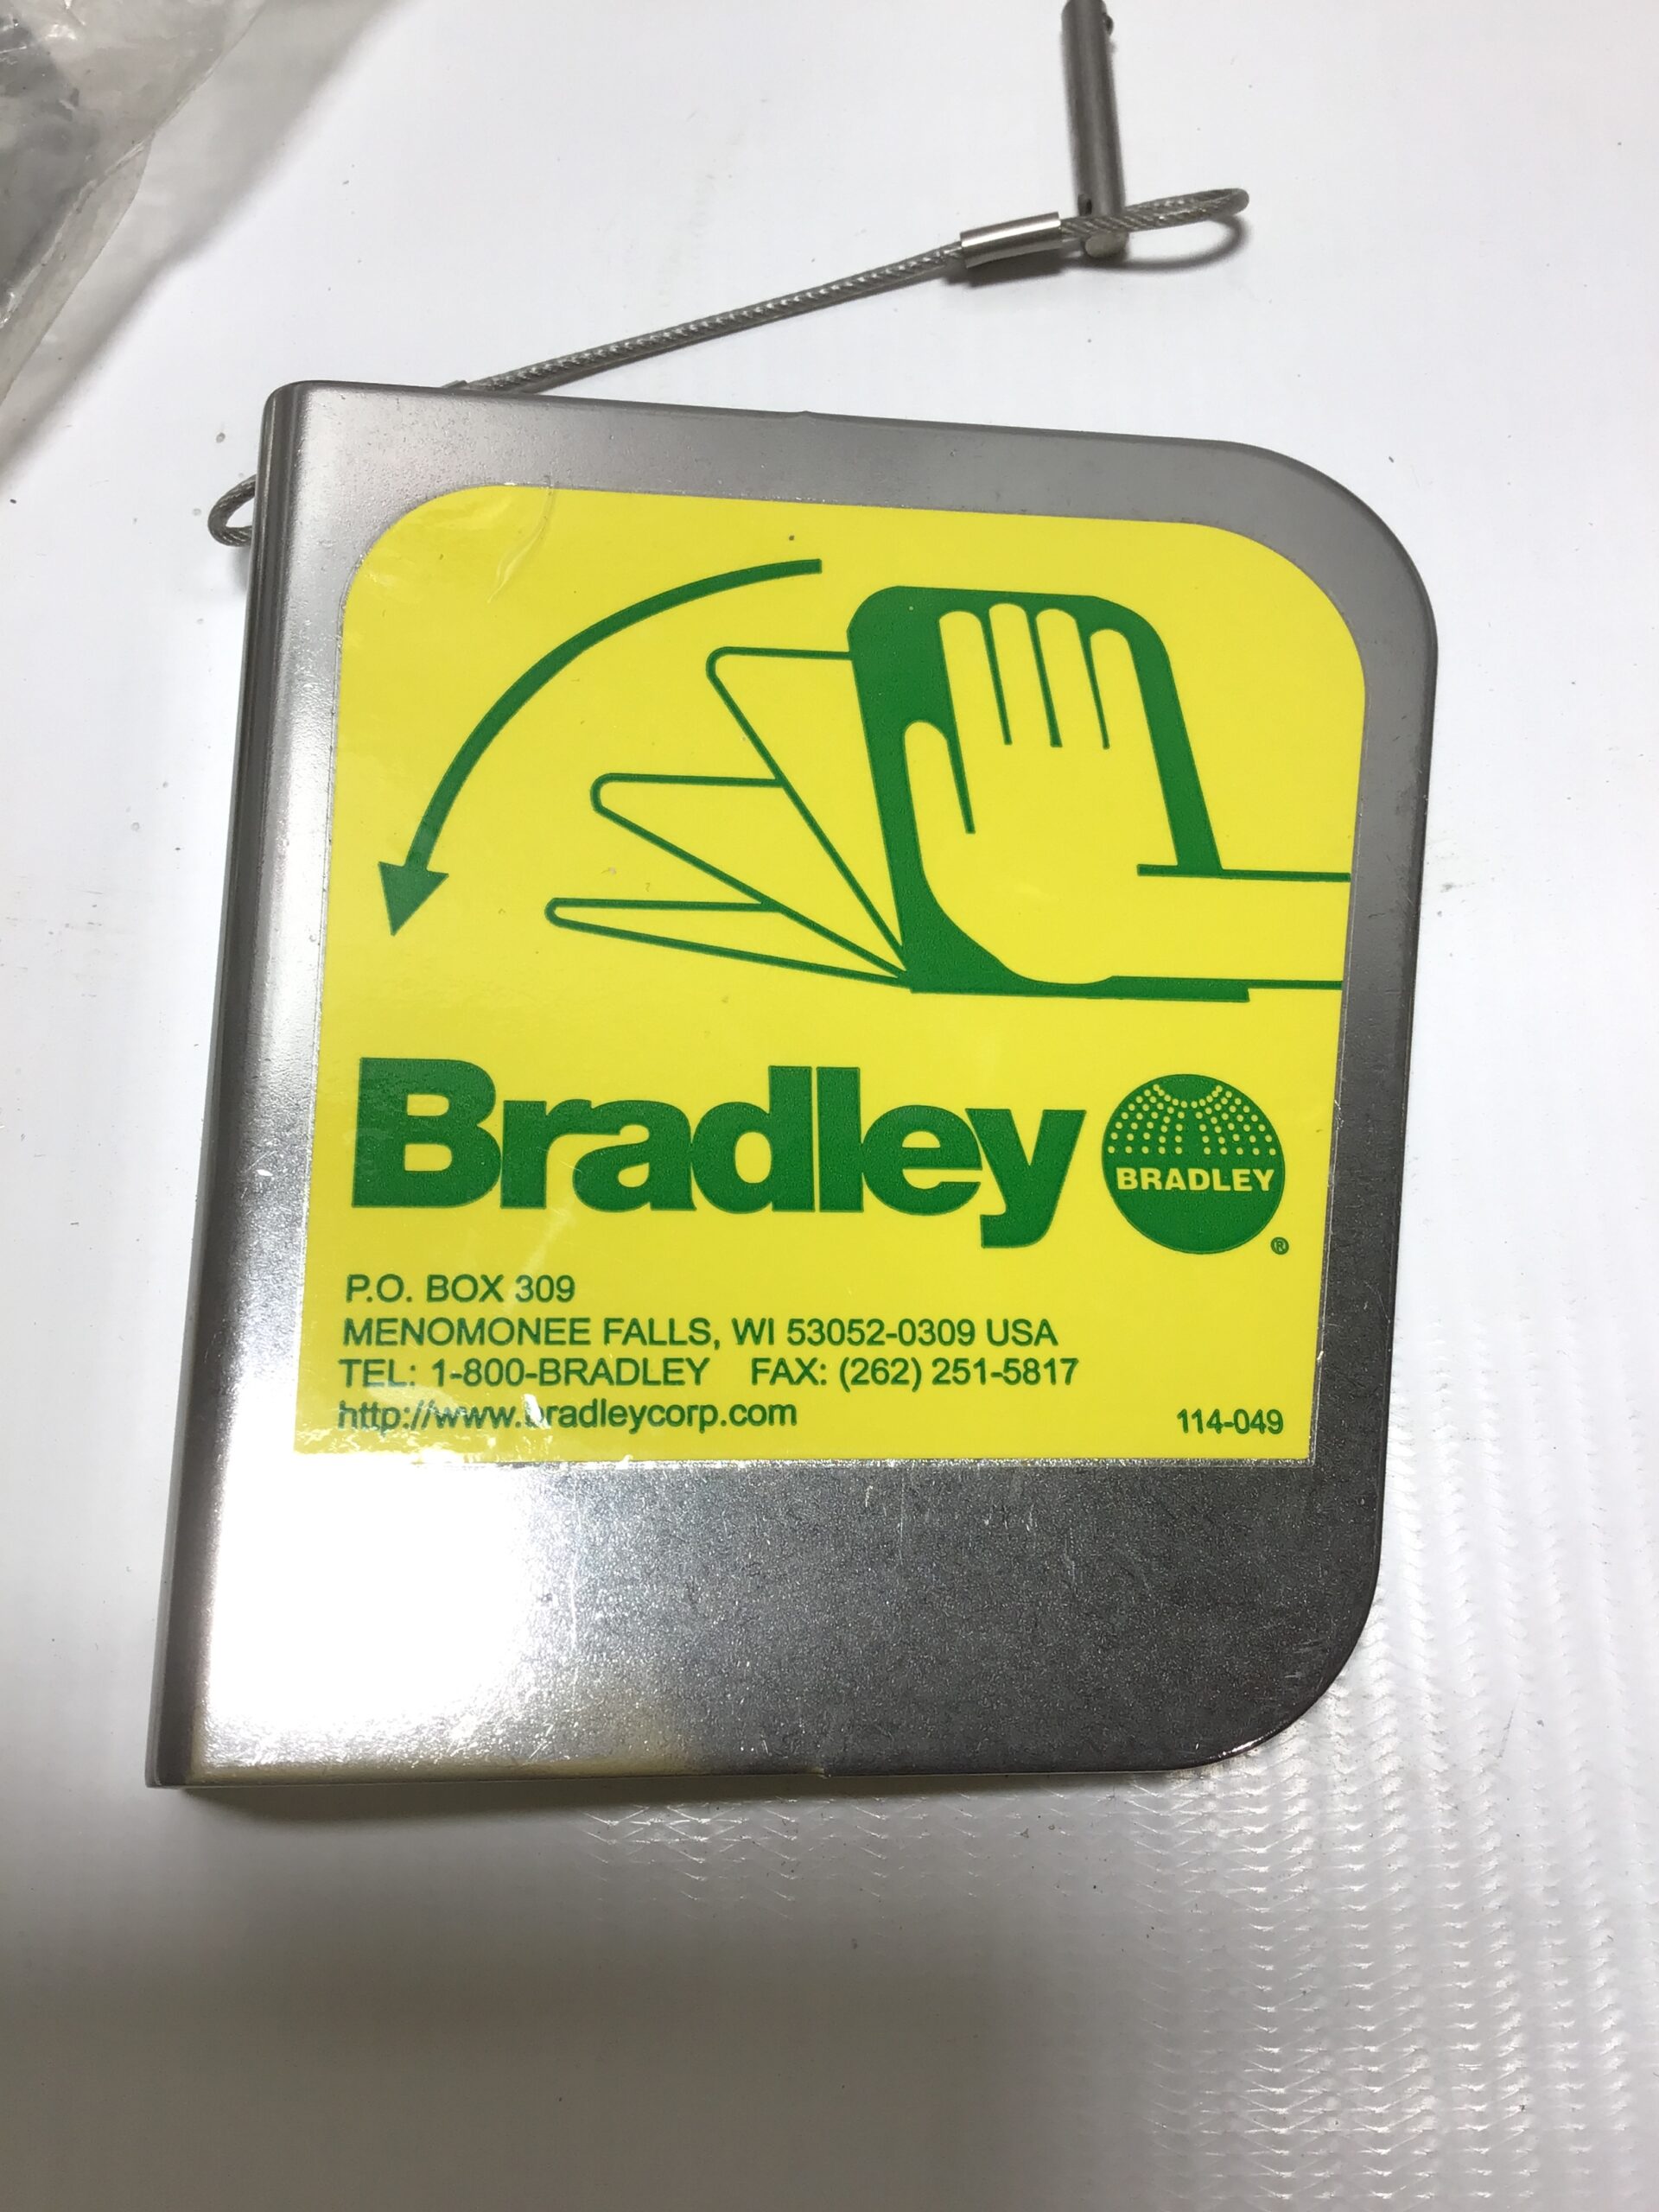 Bradley
BRADLEY
®
P.O. BOX 309
MENOMONEE FALLS, WI 53052-0309 USA
TEL: 1-800-BRADLEY FAX: (262) 251-5817
http://www.bradleycorp.com
114-049